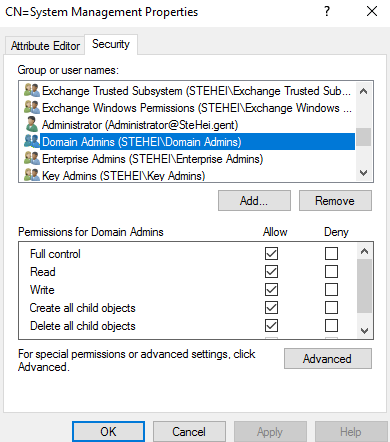 CN=System Management Properties
Attribute Editor Security
Group or user names:
Exchange Trusted Subsystem (STEHEI\Exchange Trusted Sub...
Exchange Windows Permissions (STEHEI\Exchange Windows ...
Administrator (Administrator@SteHei.gent)
Domain Admins (STEHEI\Domain Admins)
Enterprise Admins (STEHEI\Enterprise Admins)
Key Admins (STEHEI\Key Admins)
Add... Remove
Permissions for Domain Admins Allow Deny
Full control
Read
Write
Create all child objects
Delete all child objects
For special permissions or advanced settings, click Advanced
Advanced.
OK Cancel Apply Help